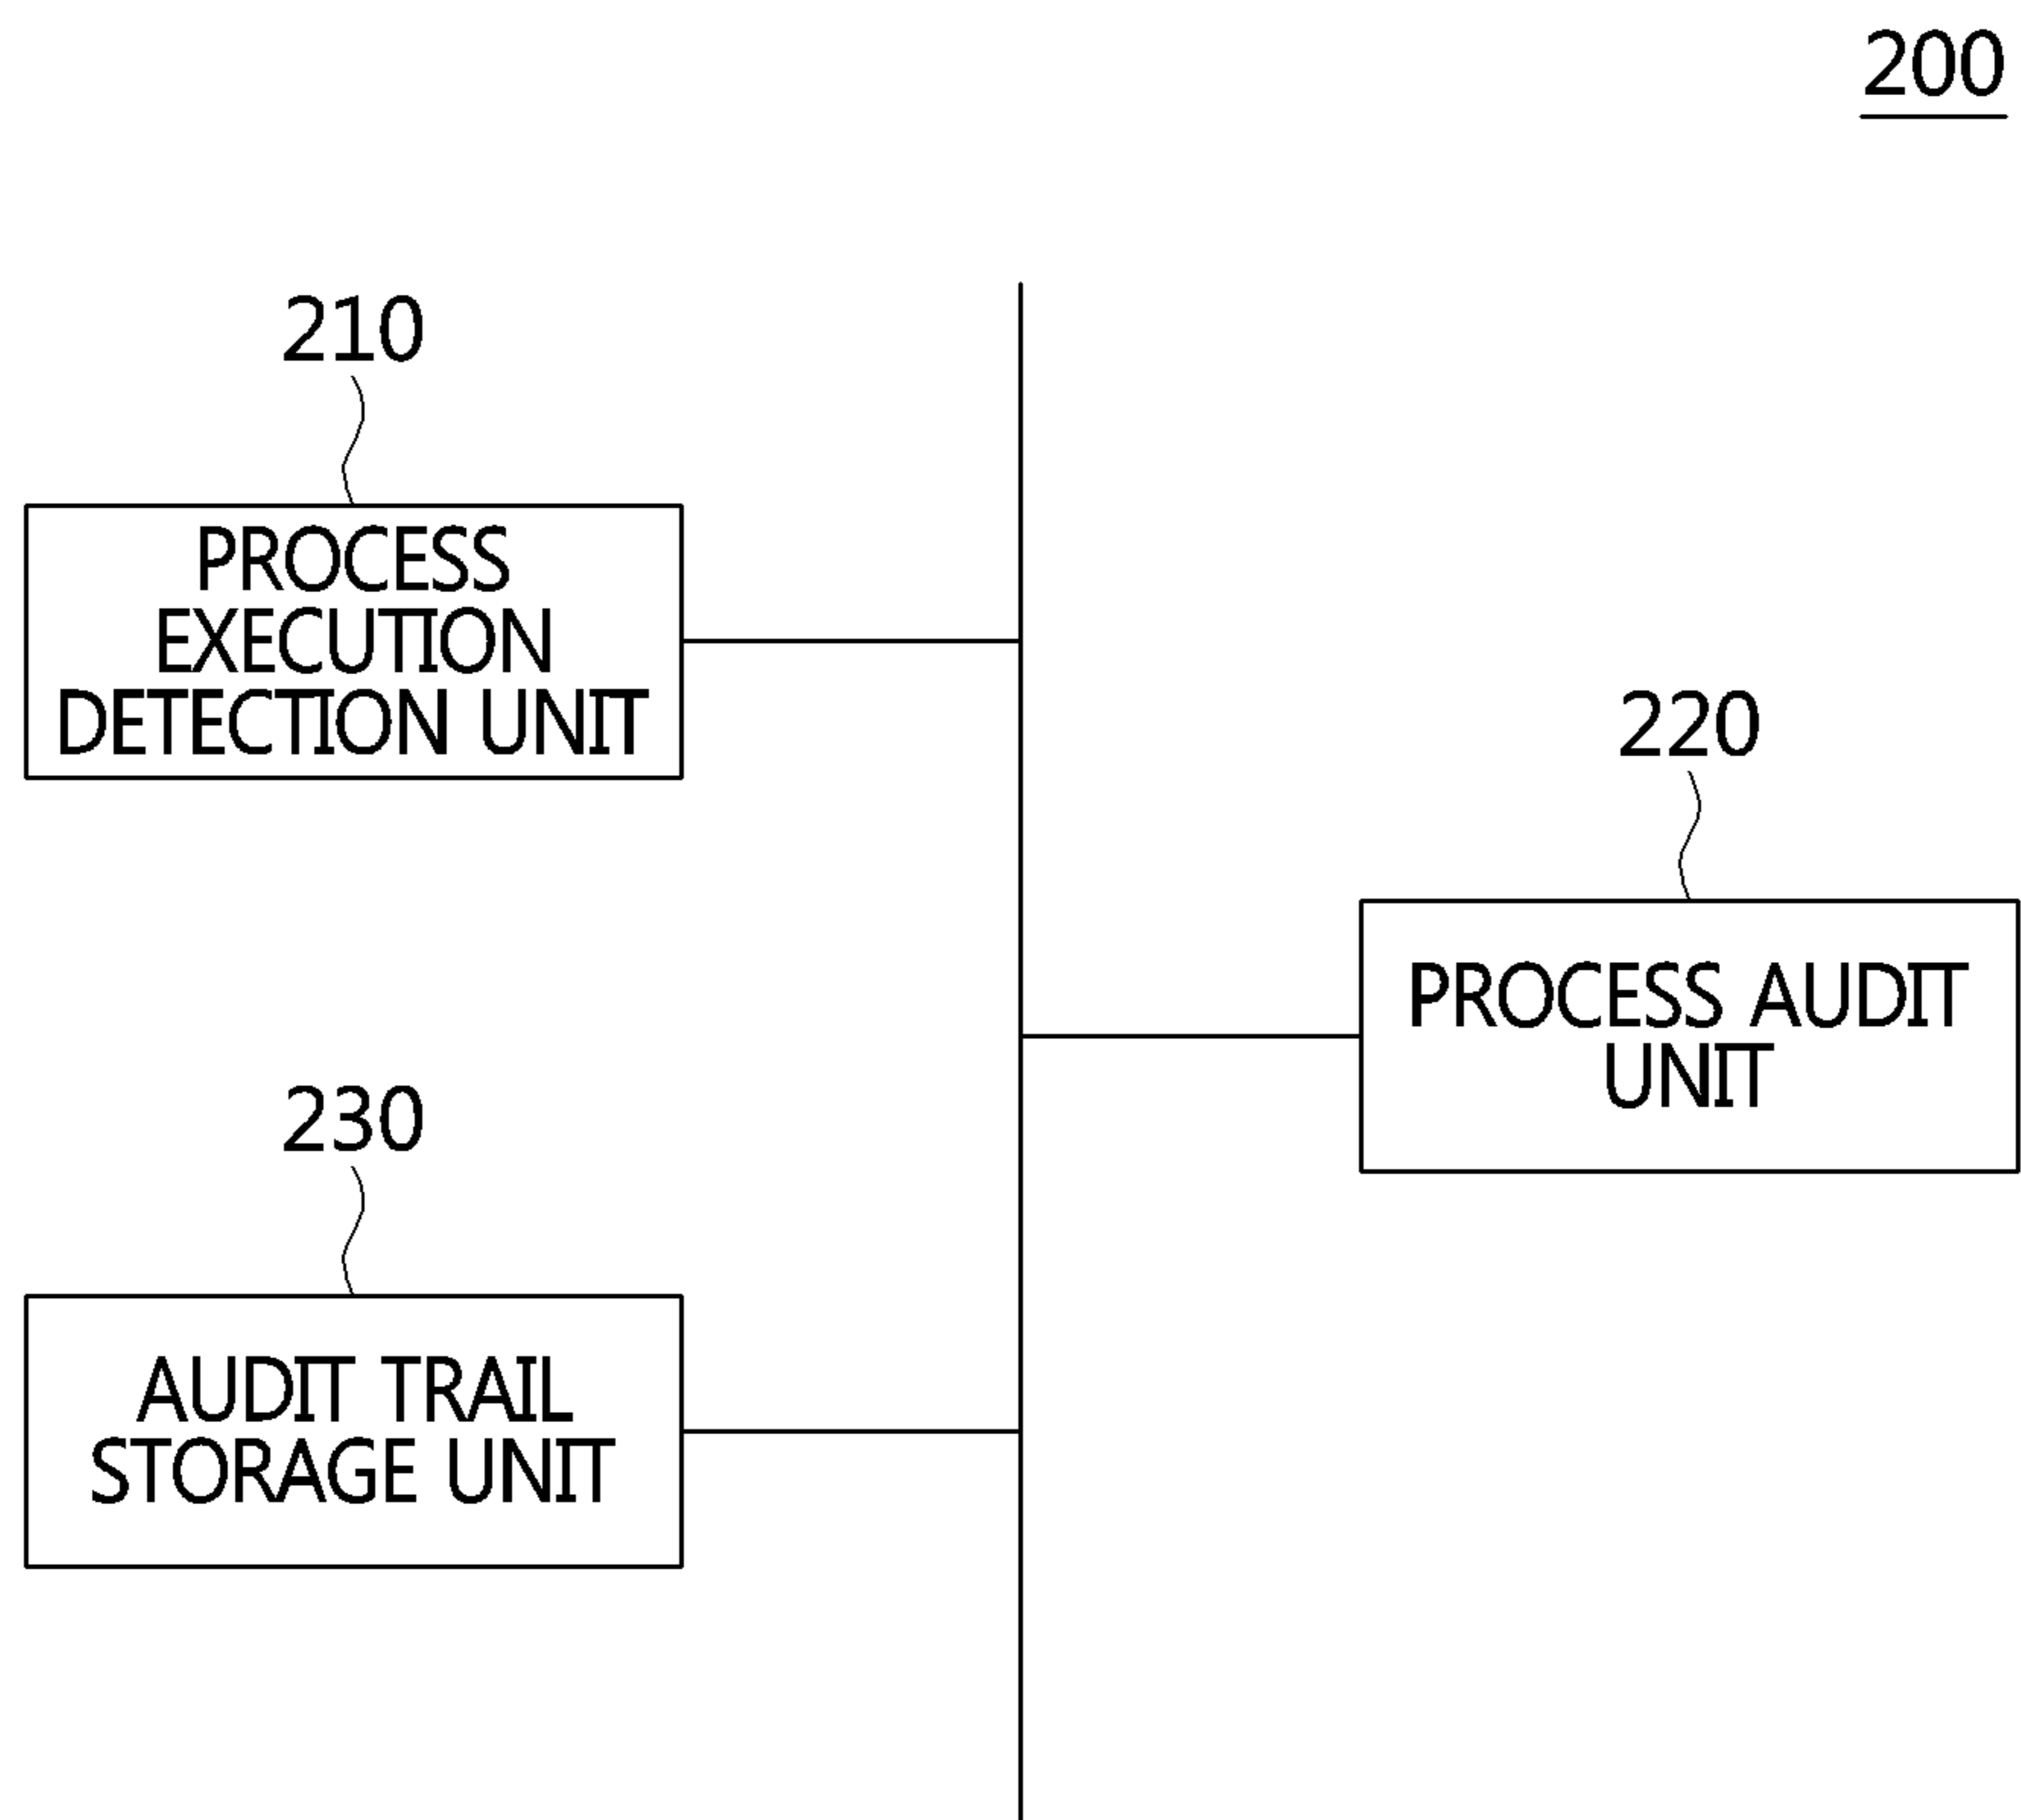 200
210
PROCESS
EXECUTION
DETECTION UNIT
220
PROCESS AUDIT
UNIT
230
AUDIT TRAIL
STORAGE UNIT